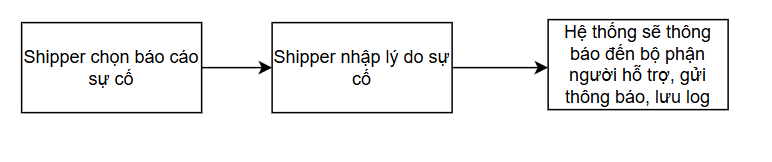 Shipper chọn báo cáo
sự cố
Shipper nhập lý do sự
cố
Hệ thống sẽ thông
báo đến bộ phận
người hỗ trợ, gửi
thông báo, lưu log